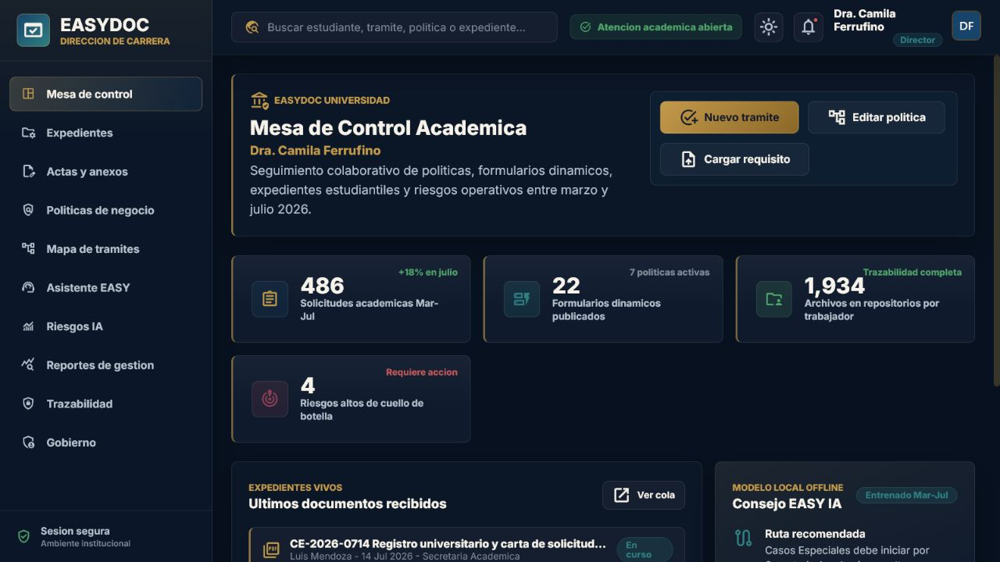 EASYDOC
DIRECCION DE CARRERA
Mesa de control
Expedientes
Actas y anexos
Politicas de negocio
Mapa de tramites
Asistente EASY
Riesgos IA
Reportes de gestion
Trazabilidad
Gobierno
Sesion segura
Ambiente institucional
Buscar estudiante, tramite, politica o expediente...
Atencion academica abierta
Dra. Camila
Ferrufino
Director
DF
EASYDOC UNIVERSIDAD
Mesa de Control Academica
Dra. Camila Ferrufino
Seguimiento colaborativo de politicas, formularios dinamicos,
expedientes estudiantiles y riesgos operativos entre marzo y
julio 2026.
Nuevo tramite
Editar politica
Cargar requisito
+18% en julio
486
Solicitudes academicas Mar-
Jul
7 politicas activas
22
Formularios dinamicos
publicados
Trazabilidad completa
1,934
Archivos en repositorios por
trabajador
Requiere accion
4
Riesgos altos de cuello de
botella
EXPEDIENTES VIVOS
Ultimos documentos recibidos
Ver cola
PDF
CE-2026-0714 Registro universitario y carta de solicitud...
Luis Mendoza - 14 Jul 2026 - Secretaria Academica
En
curso
MODELO LOCAL OFFLINE
Consejo EASY IA
Entrenado Mar-Jul
Ruta recomendada
Casos Especiales debe iniciar por